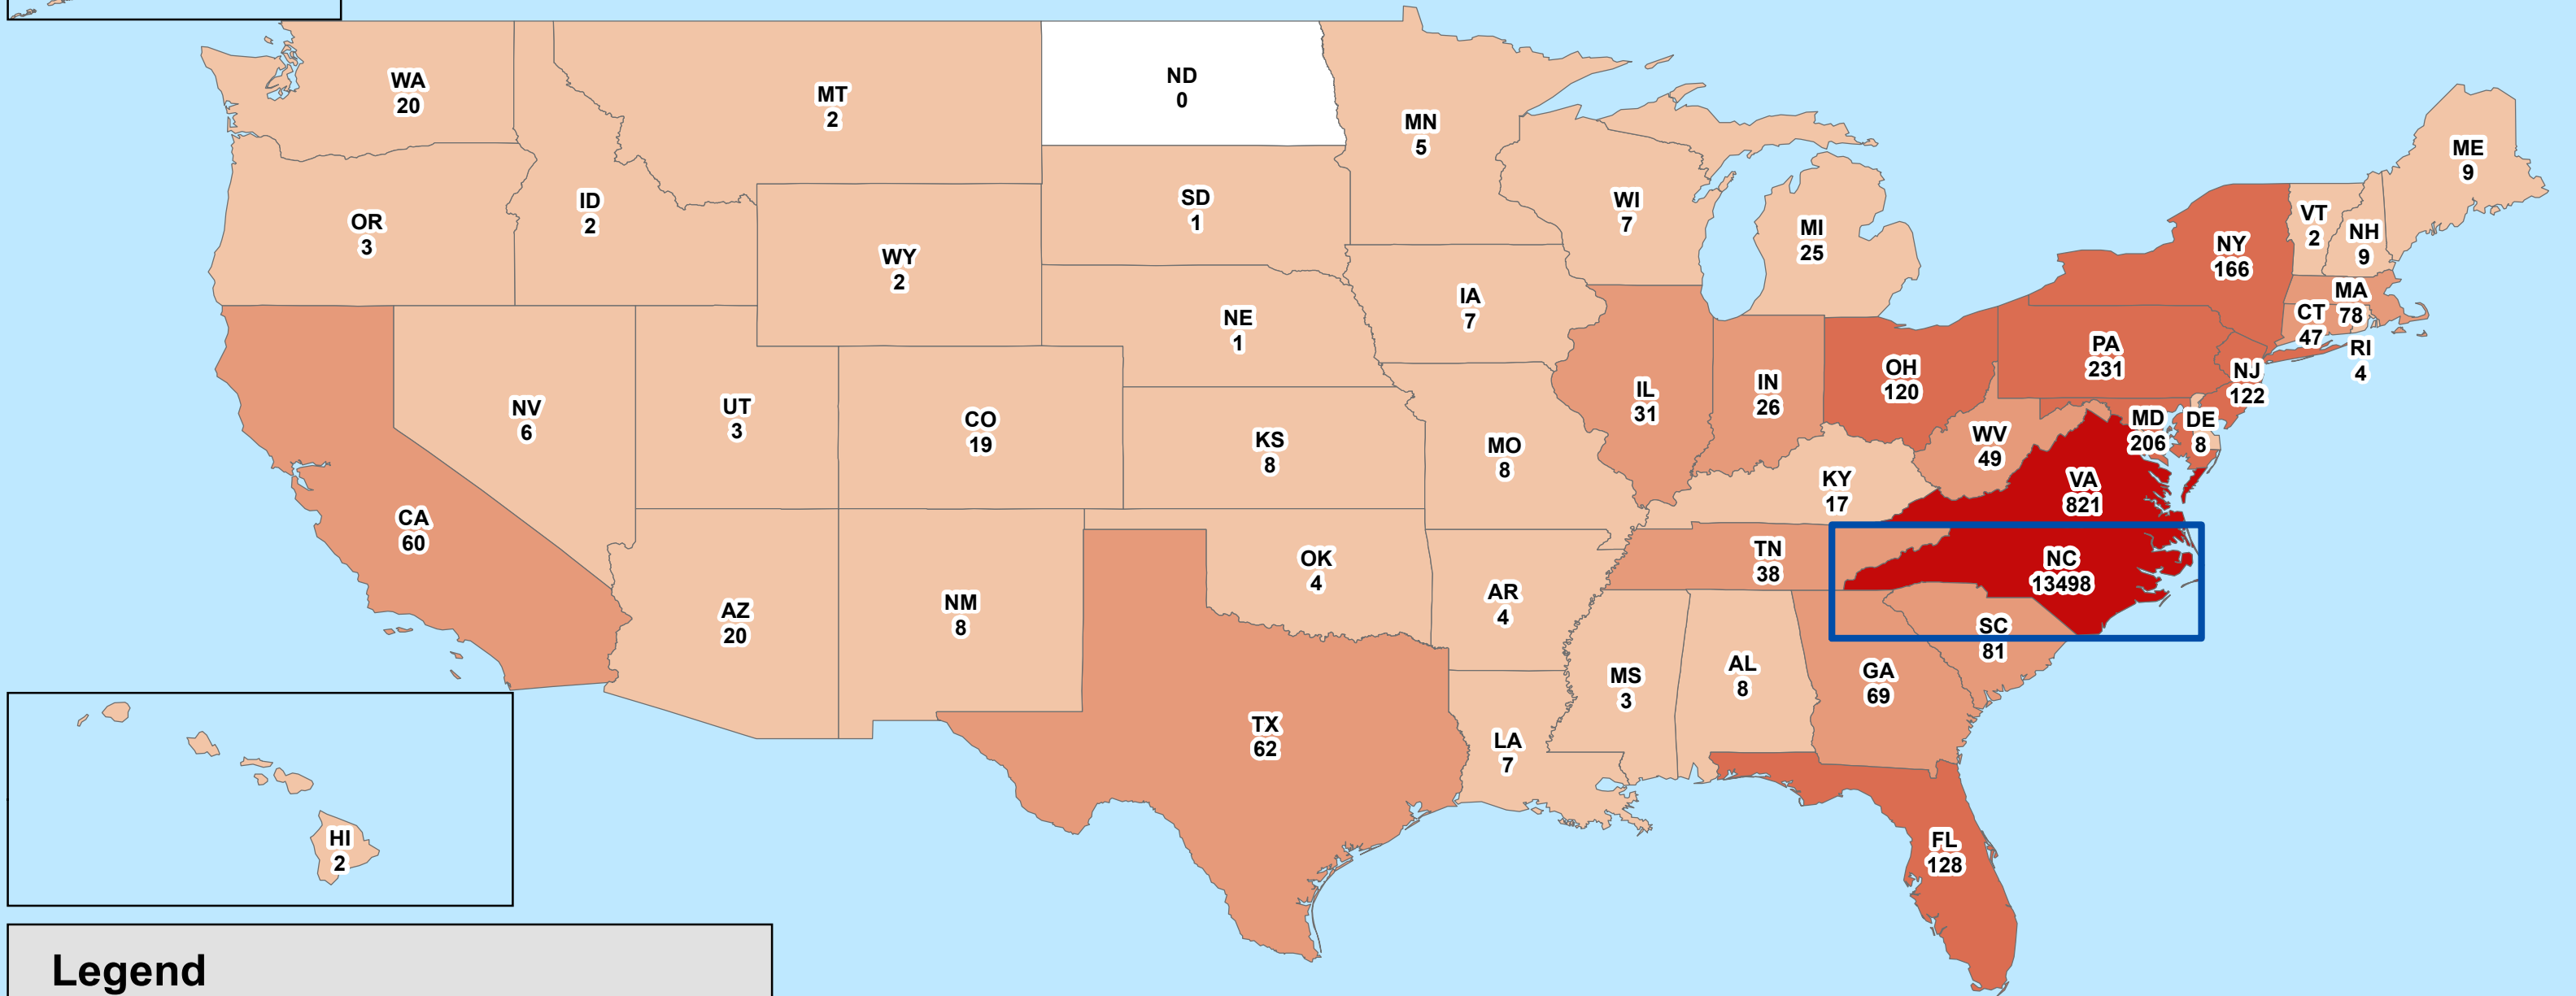 WA
20
MT
2
ND
0
MN
5
ME
9
OR
3
ID
2
WY
2
SD
1
WI
7
MI
25
NY
166
VT
2
NH
9
MA
78
CT
47
RI
4
NV
6
UT
3
CO
19
NE
1
IA
7
KS
8
MO
8
IL
31
IN
26
OH
120
PA
231
NJ
122
WV
49
MD
206
DE
8
VA
821
KY
17
CA
60
AZ
20
NM
8
OK
4
AR
4
TN
38
NC
13498
SC
81
TX
62
LA
7
MS
3
AL
8
GA
69
FL
128
HI
2
Legend